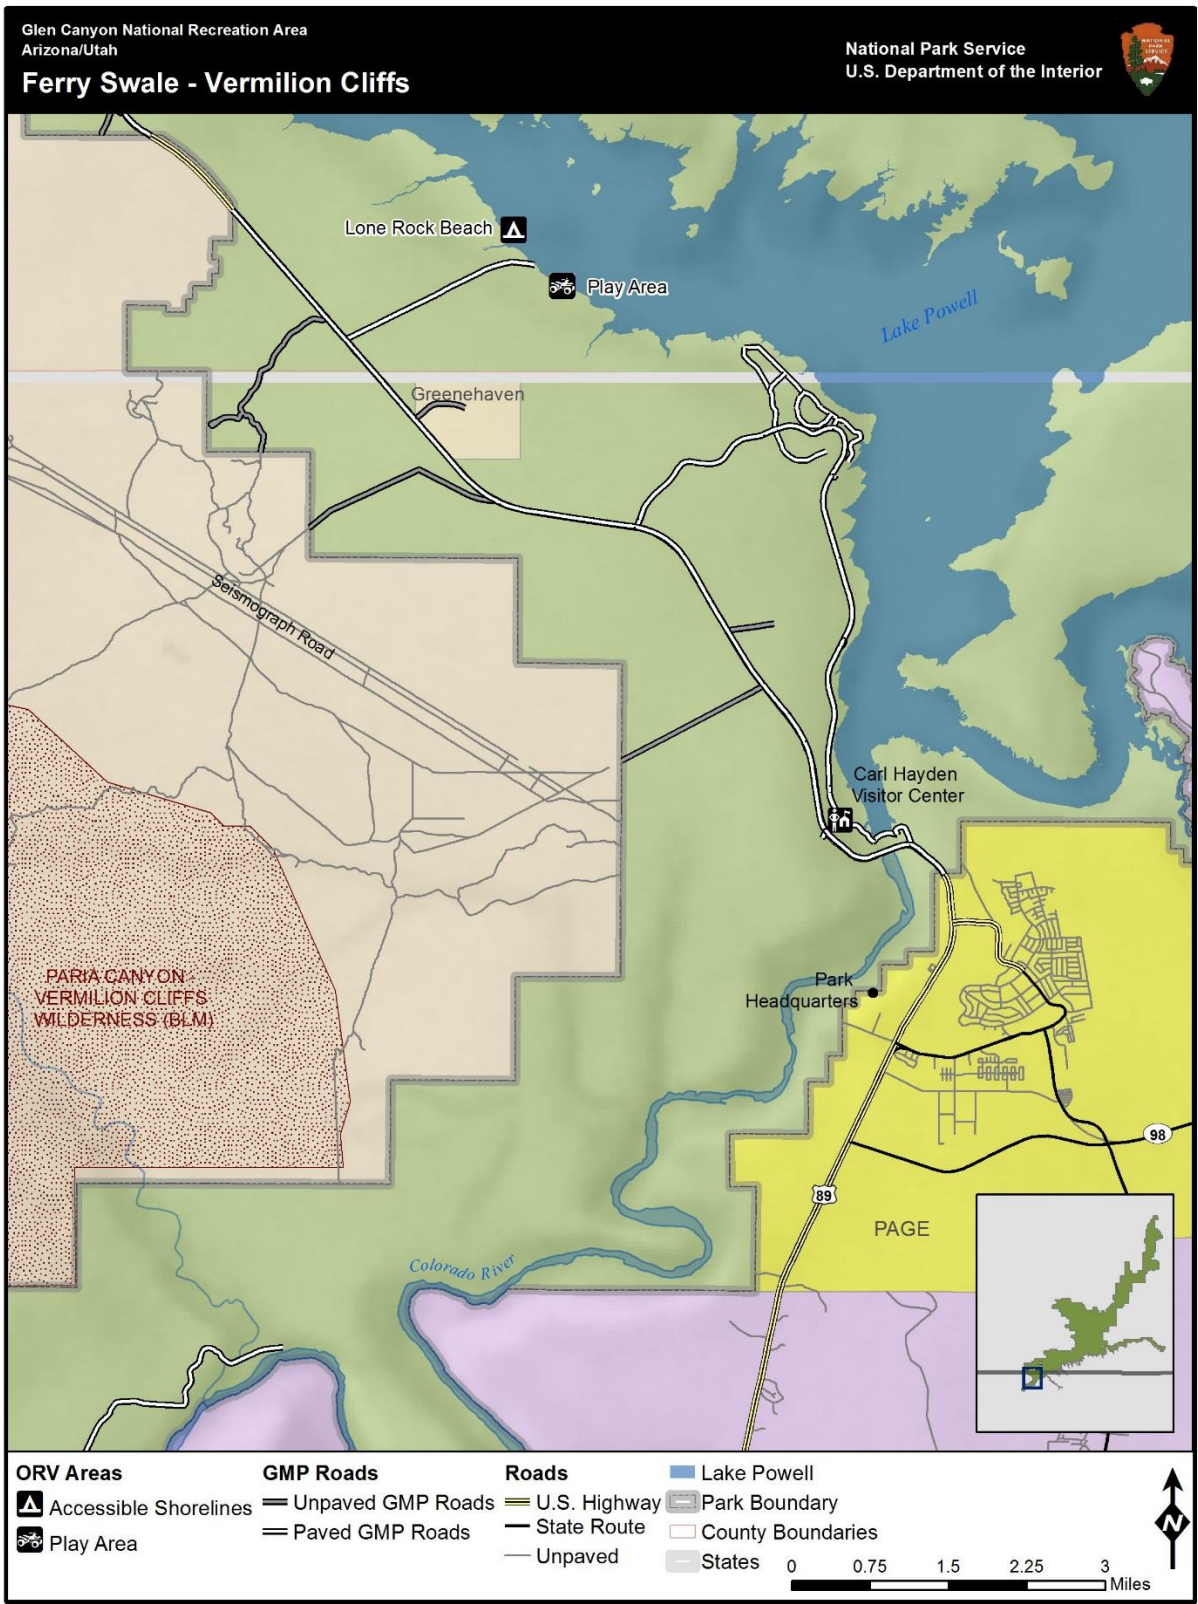 Glen Canyon National Recreation Area
Arizona/Utah
Ferry Swale - Vermilion Cliffs
National Park Service
U.S. Department of the Interior
NATIONAL
PARK
SERVICE
Lone Rock Beach
Play Area
Lake Powell
Greenehaven
Seismograph Road
Carl Hayden
Visitor Center
PARIA CANYON -
VERMILION CLIFFS
WILDERNESS (BLM)
Park
Headquarters
98
89
PAGE
Colorado River
ORV Areas
Accessible Shorelines
Play Area
GMP Roads
Unpaved GMP Roads
Paved GMP Roads
Roads
U.S. Highway
State Route
Unpaved
Lake Powell
Park Boundary
County Boundaries
States
0 0.75 1.5 2.25 3
Miles
N